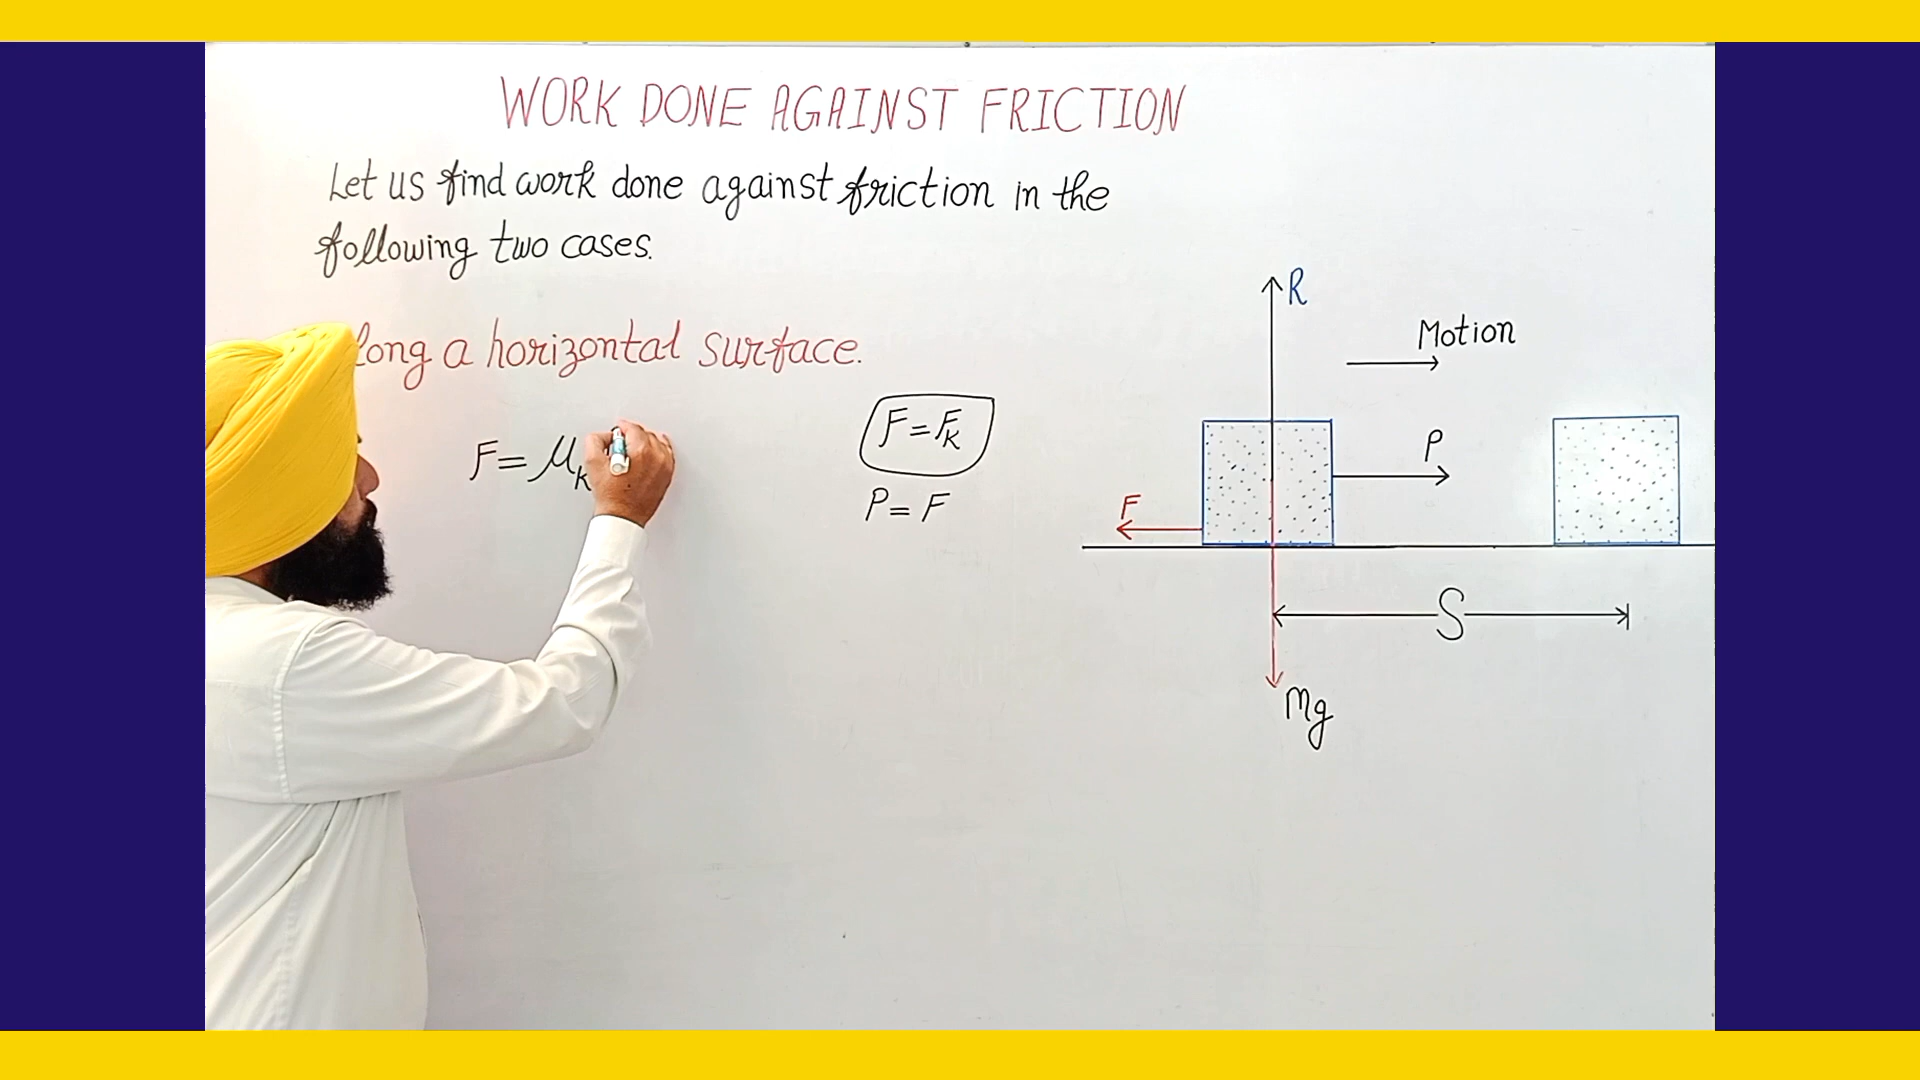 WORK DONE AGAINST FRICTION
Let us find work done against friction in the
following two cases.
long a horizontal surface.
F = μk
F = Fk
P = F
R
Motion
P
F
S
Mg